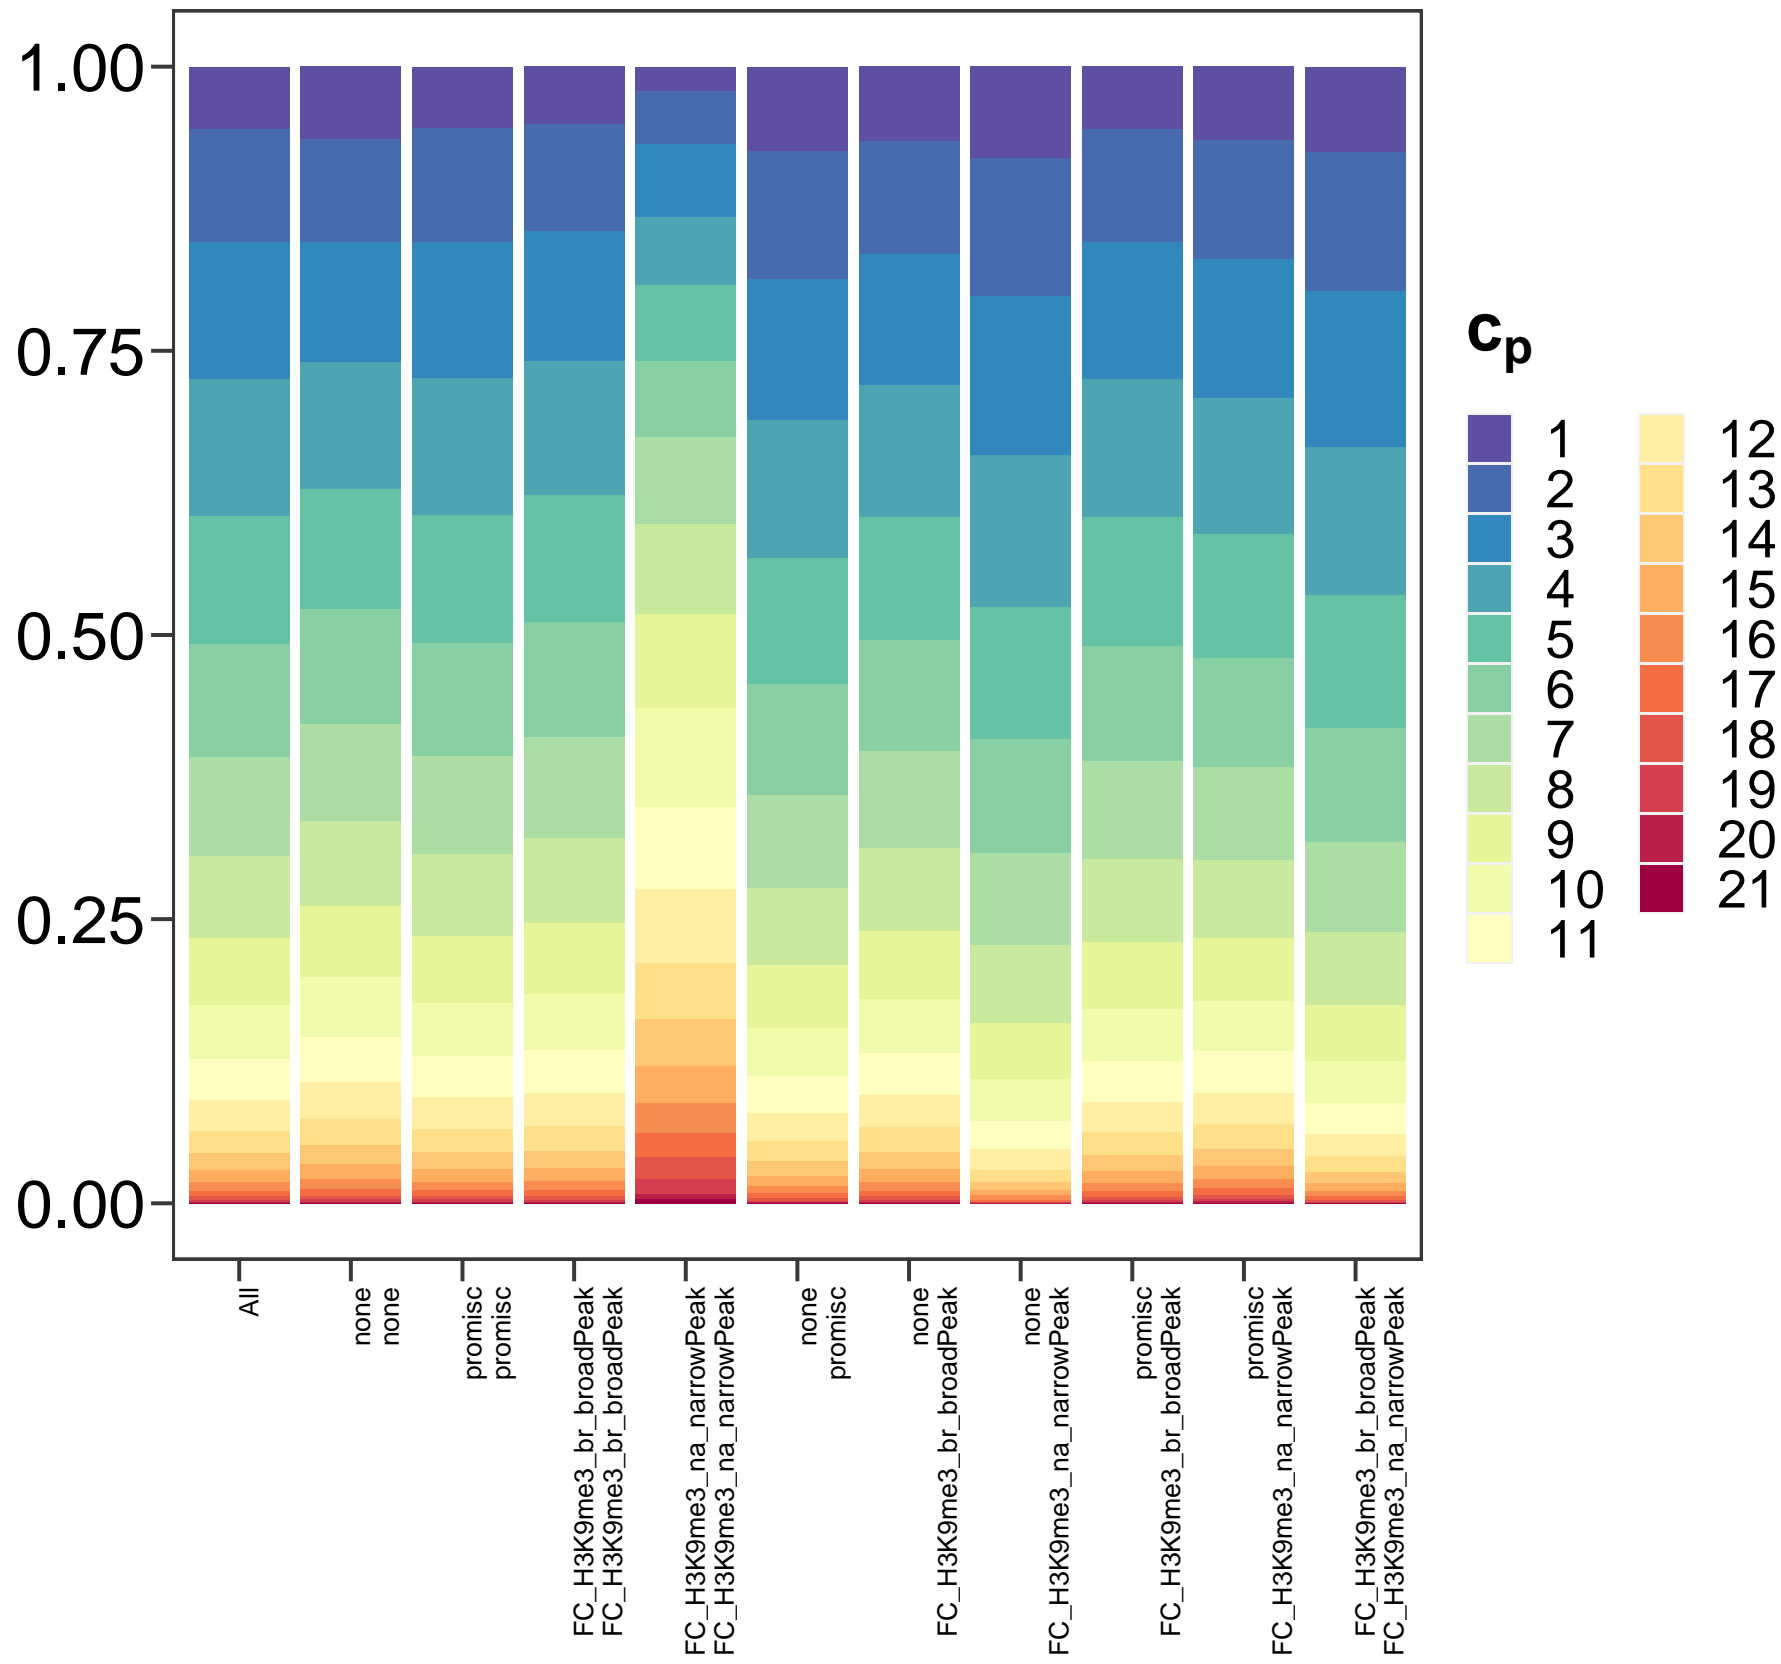 1.00
0.75
0.50
0.25
0.00
All
none
none
promisc
promisc
FC_H3K9me3_br_broadPeak
FC_H3K9me3_br_broadPeak
FC_H3K9me3_na_narrowPeak
FC_H3K9me3_na_narrowPeak
none
promisc
none
FC_H3K9me3_br_broadPeak
none
FC_H3K9me3_na_narrowPeak
promisc
FC_H3K9me3_br_broadPeak
promisc
FC_H3K9me3_na_narrowPeak
FC_H3K9me3_br_broadPeak
FC_H3K9me3_na_narrowPeak
cp
1
2
3
4
5
6
7
8
9
10
11
12
13
14
15
16
17
18
19
20
21